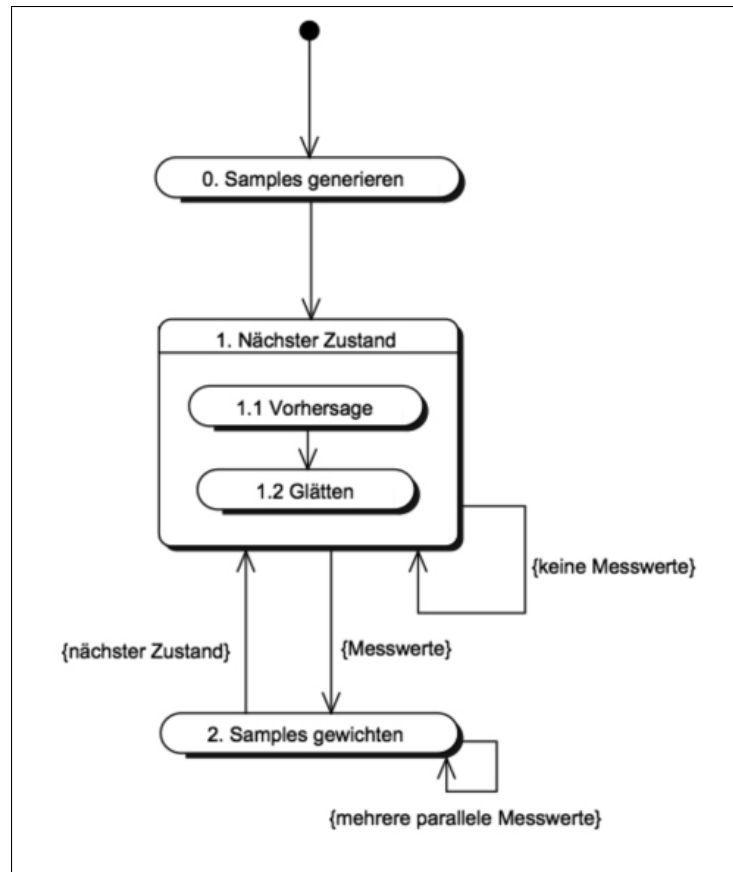 0. Samples generieren
1. Nächster Zustand
1.1 Vorhersage
1.2 Glätten
{keine Messwerte}
{nächster Zustand}
{Messwerte}
2. Samples gewichten
{mehrere parallele Messwerte}